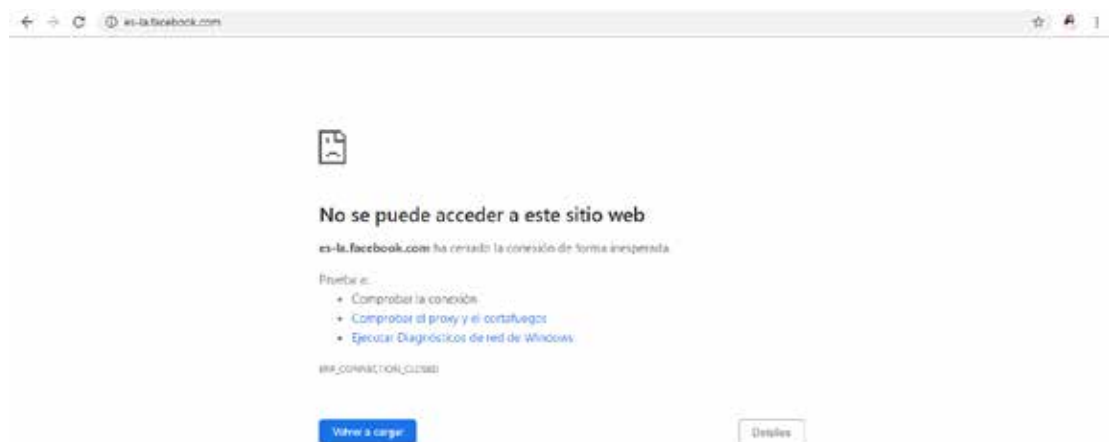 es-la.facebook.com
No se puede acceder a este sitio web
es-la.facebook.com ha cerrado la conexión de forma inesperada.
Prueba a:
Comprobar la conexión
Comprobar el proxy y el cortafuegos
Ejecutar Diagnósticos de red de Windows
ERR_CONNECTION_CLOSED
Volver a cargar
Detalles